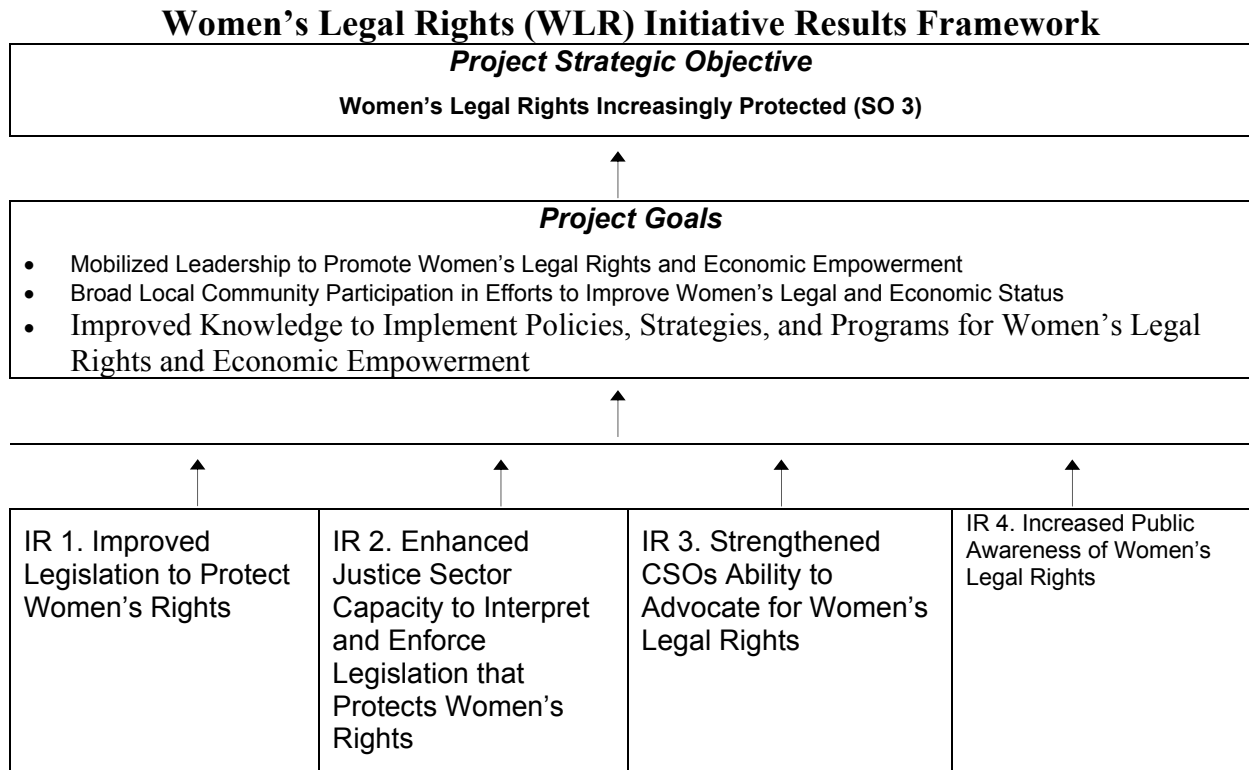 Women’s Legal Rights (WLR) Initiative Results Framework
Project Strategic Objective
Women’s Legal Rights Increasingly Protected (SO 3)
Project Goals
• Mobilized Leadership to Promote Women’s Legal Rights and Economic Empowerment
• Broad Local Community Participation in Efforts to Improve Women’s Legal and Economic Status
• Improved Knowledge to Implement Policies, Strategies, and Programs for Women’s Legal
Rights and Economic Empowerment
IR 1. Improved
Legislation to Protect
Women’s Rights
IR 2. Enhanced
Justice Sector
Capacity to Interpret
and Enforce
Legislation that
Protects Women’s
Rights
IR 3. Strengthened
CSOs Ability to
Advocate for Women’s
Legal Rights
IR 4. Increased Public
Awareness of Women’s
Legal Rights